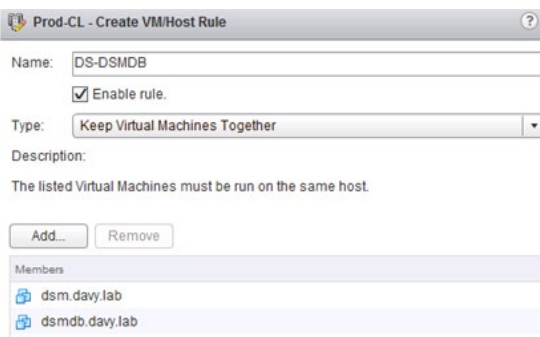 Prod-CL - Create VM/Host Rule ?
Name: DS-DSMDB
Enable rule.
Type: Keep Virtual Machines Together
Description:
The listed Virtual Machines must be run on the same host.
Add... Remove
Members
dsm.davy.lab
dsmdb.davy.lab